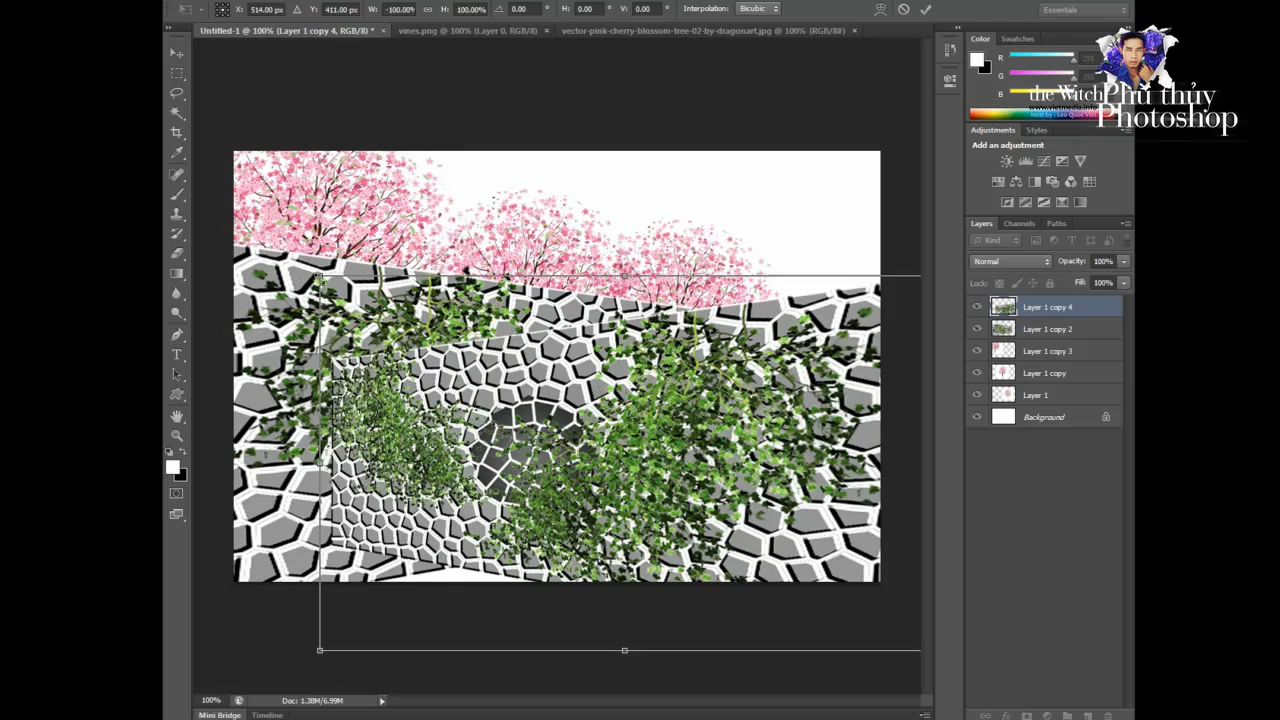 X: 514.00 px Y: 411.00 px W: -100.00% H: 100.00% 0.00 ° H: 0.00 ° V: 0.00 ° Interpolation: Bicubic Essentials
Untitled-1 @ 100% (Layer 1 copy 4, RGB/8) * × vines.png @ 100% (Layer 0, RGB/8) × vector-pink-cherry-blossom-tree-02-by-dragonart.jpg @ 100% (RGB/8#) ×
Color Swatches
R 255
G 255
B
the Witch Phù thủy
www.vietmedia.info
Photoshop
Adjustments Styles
Add an adjustment
Layers Channels Paths
Kind
Normal Opacity: 100%
Lock: Fill: 100%
Layer 1 copy 4
Layer 1 copy 2
Layer 1 copy 3
Layer 1 copy
Layer 1
Background
100% Doc: 1.38M/6.99M
Mini Bridge Timeline